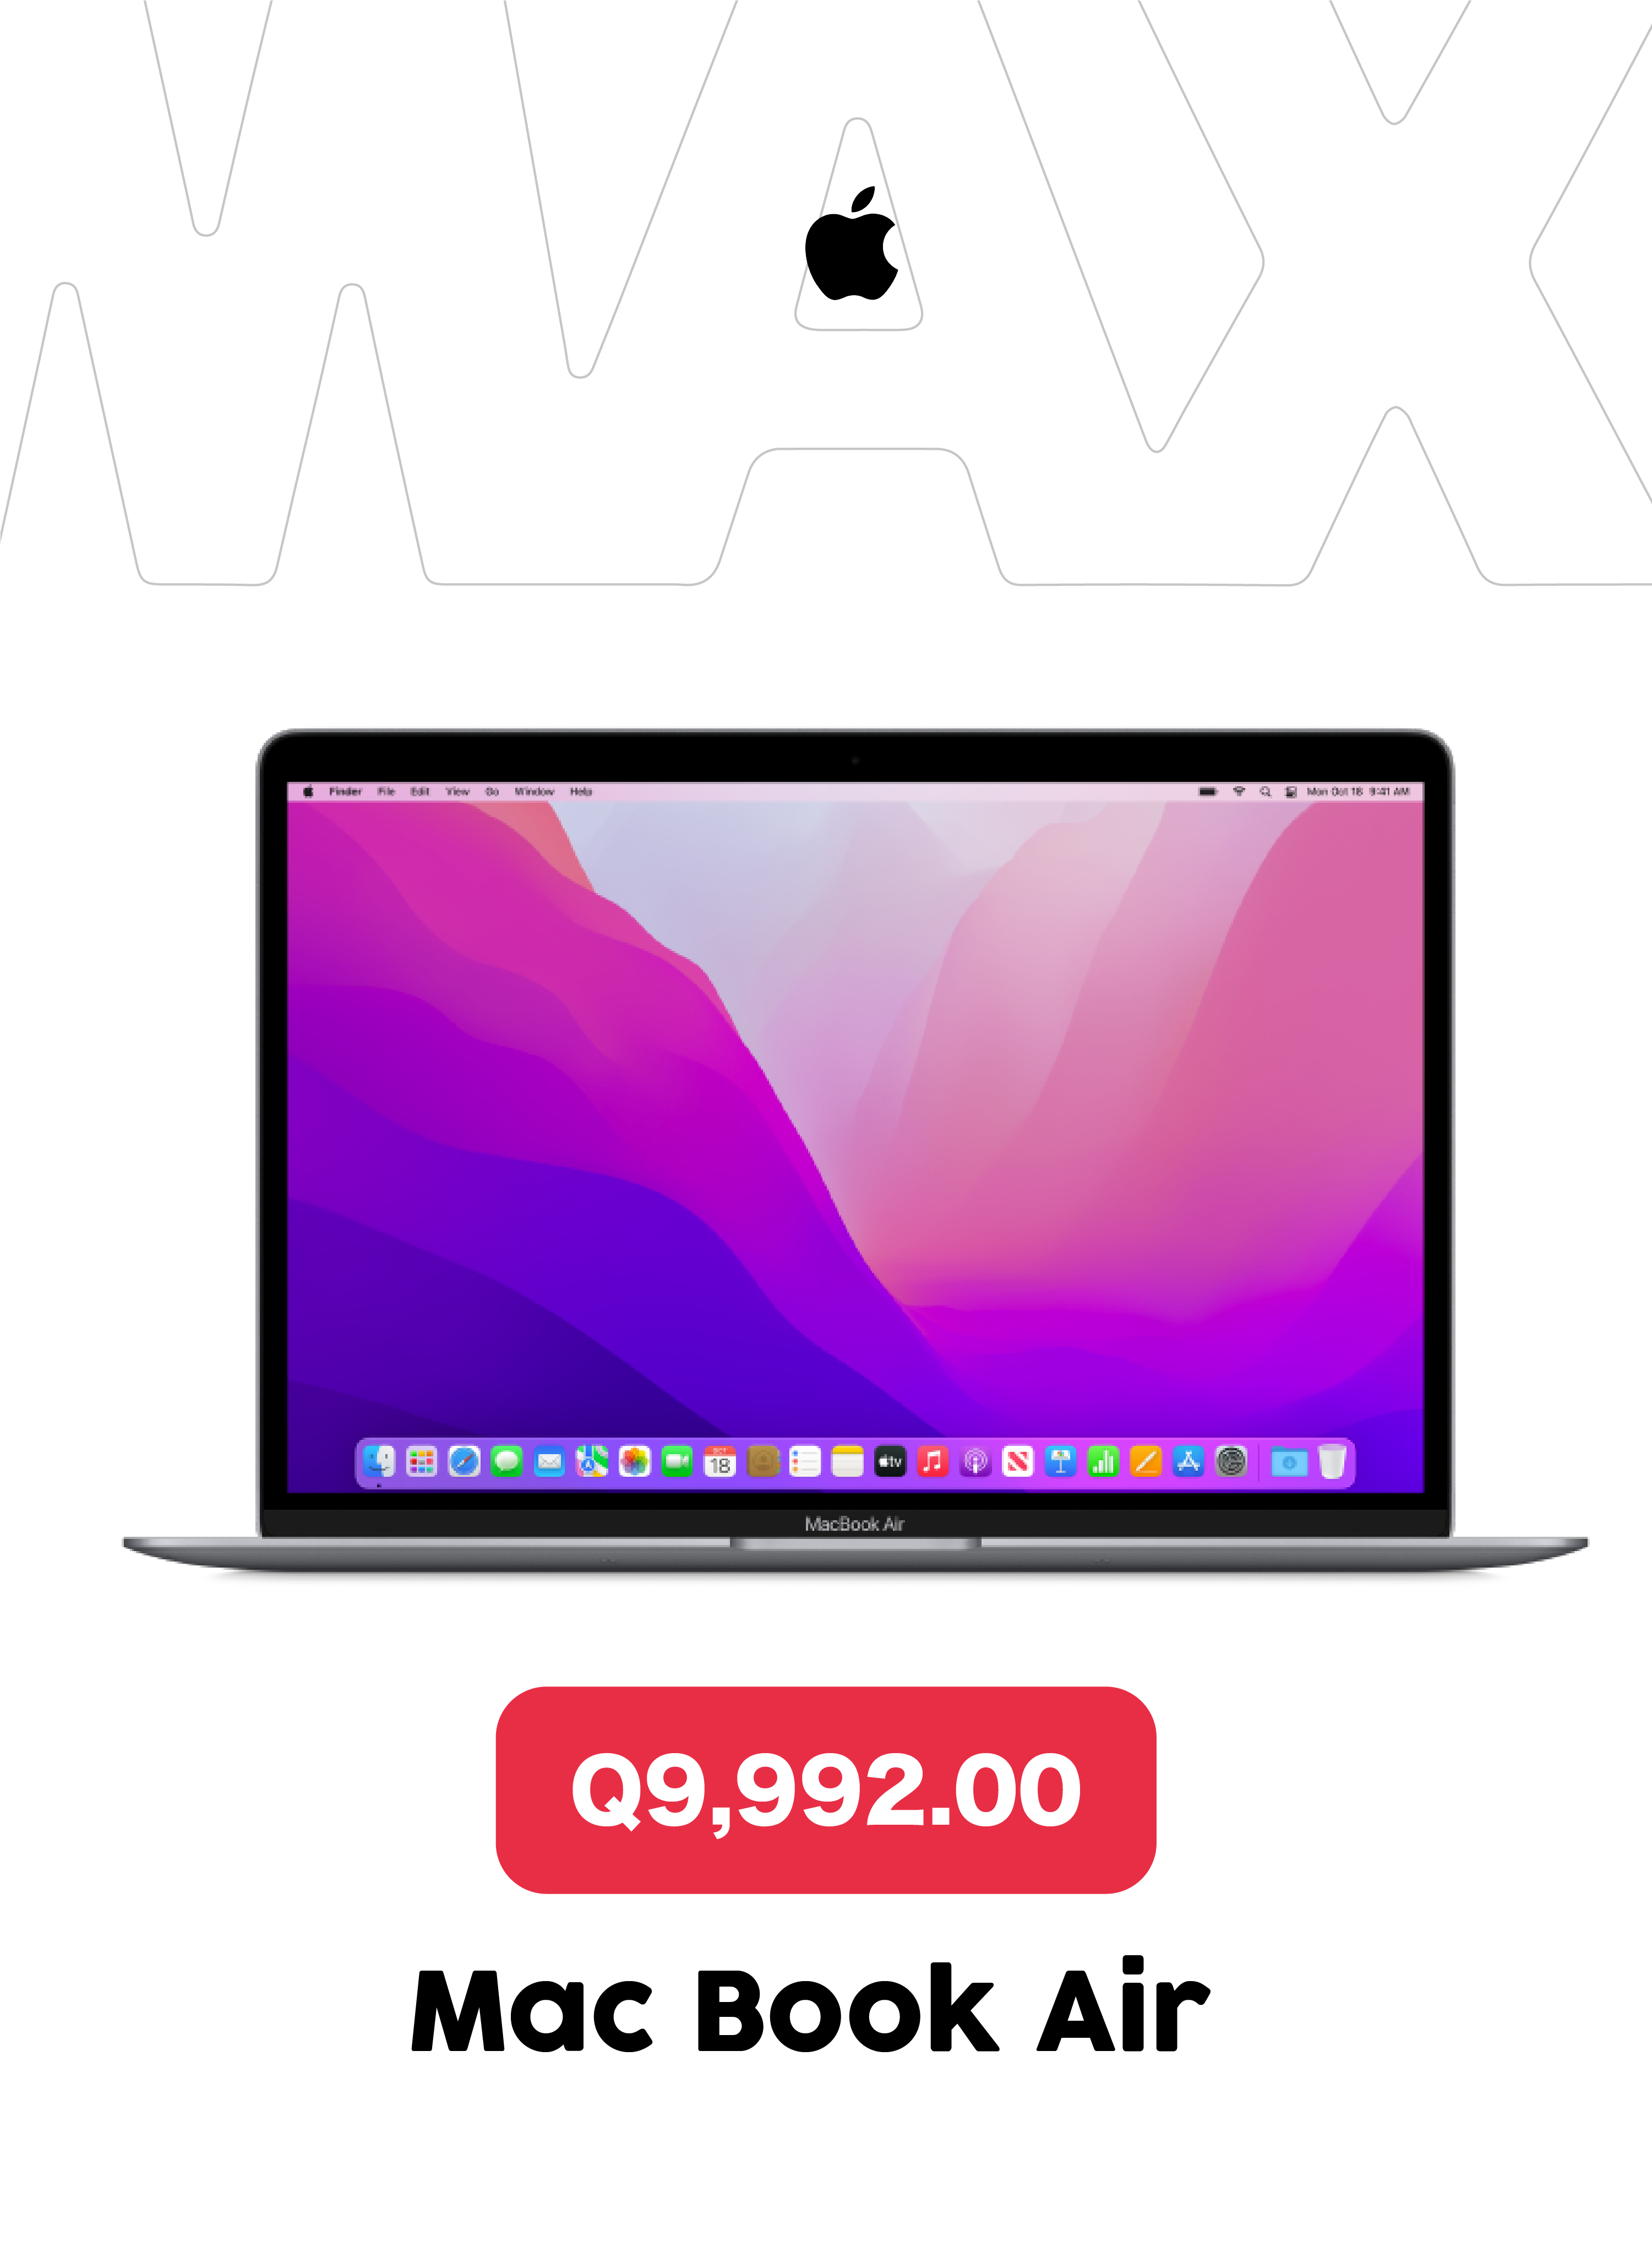 MAX
Finder File Edit View Go Window Help
Mon Oct 18 9:41 AM
OCT
18
tv
MacBook Air
Q9,992.00
Mac Book Air